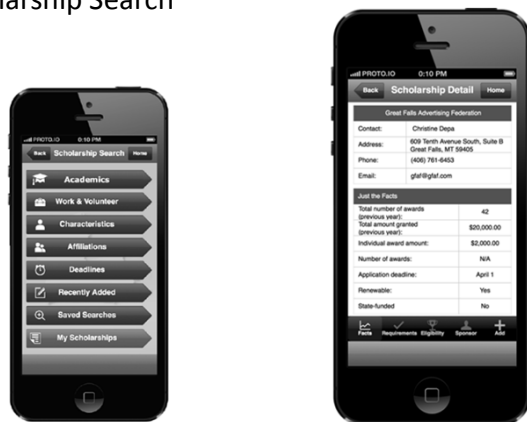 arship Search
PROTO.IO 0:10 PM
Back Scholarship Search Home
Academics
Work & Volunteer
Characteristics
Affiliations
Deadlines
Recently Added
Saved Searches
My Scholarships
PROTO.IO 0:10 PM
Back Scholarship Detail Home
Great Falls Advertising Federation
Contact: Christine Depa
Address: 609 Tenth Avenue South, Suite B
Great Falls, MT
59405
Phone: (406) 761-6453
Email: gfaf@gfaf.com
Just the Facts
Total number of awards
(previous year): 42
Total amount granted
(previous year): $20,000.00
Individual award amount: $2,000.00
Number of awards: N/A
Application deadline: April 1
Renewable: Yes
State-funded No
Facts Requirements Eligibility Sponsor Add